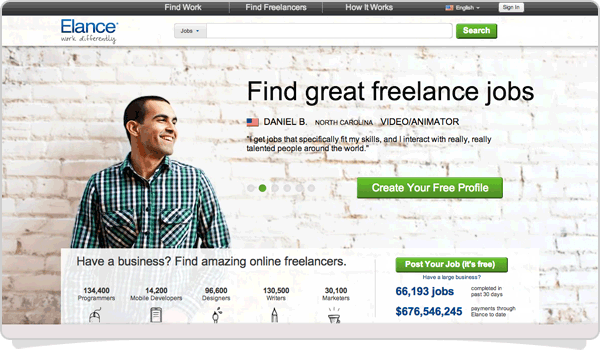 Find Work
Find Freelancers
How It Works
English
Sign In
Elance
work differently
Jobs
Search
Find great freelance jobs
DANIEL B. NORTH CAROLINA VIDEO/ANIMATOR
"I get jobs that specifically fit my skills, and I interact with really, really
talented people around the world."
Create Your Free Profile
Have a business? Find amazing online freelancers.
134,400
Programmers
14,200
Mobile Developers
96,600
Designers
130,500
Writers
30,100
Marketers
Post Your Job (it's free)
Have a large business?
66,193 jobs
completed in
past 30 days
$676,546,245
payments through
Elance to date